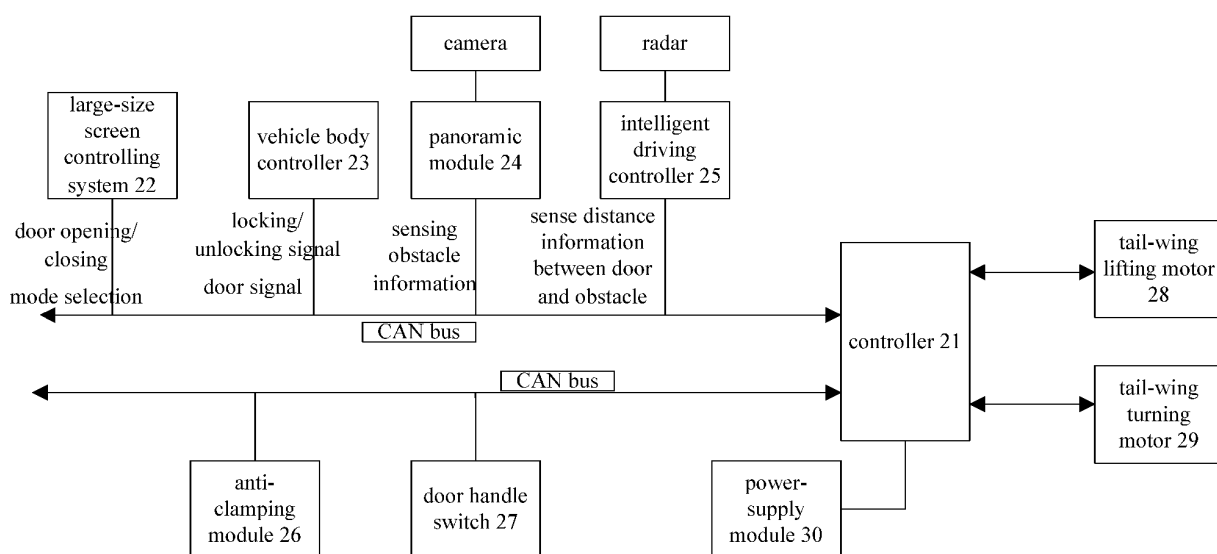 camera
radar
large-size
screen
controlling
system 22
vehicle body
controller 23
panoramic
module 24
intelligent
driving
controller 25
door opening/
closing
mode selection
locking/
unlocking signal
door signal
sensing
obstacle
information
sense distance
information
between door
and obstacle
CAN bus
controller 21
tail-wing
lifting motor
28
CAN bus
tail-wing
turning
motor 29
anti-
clamping
module 26
door handle
switch 27
power-
supply
module 30